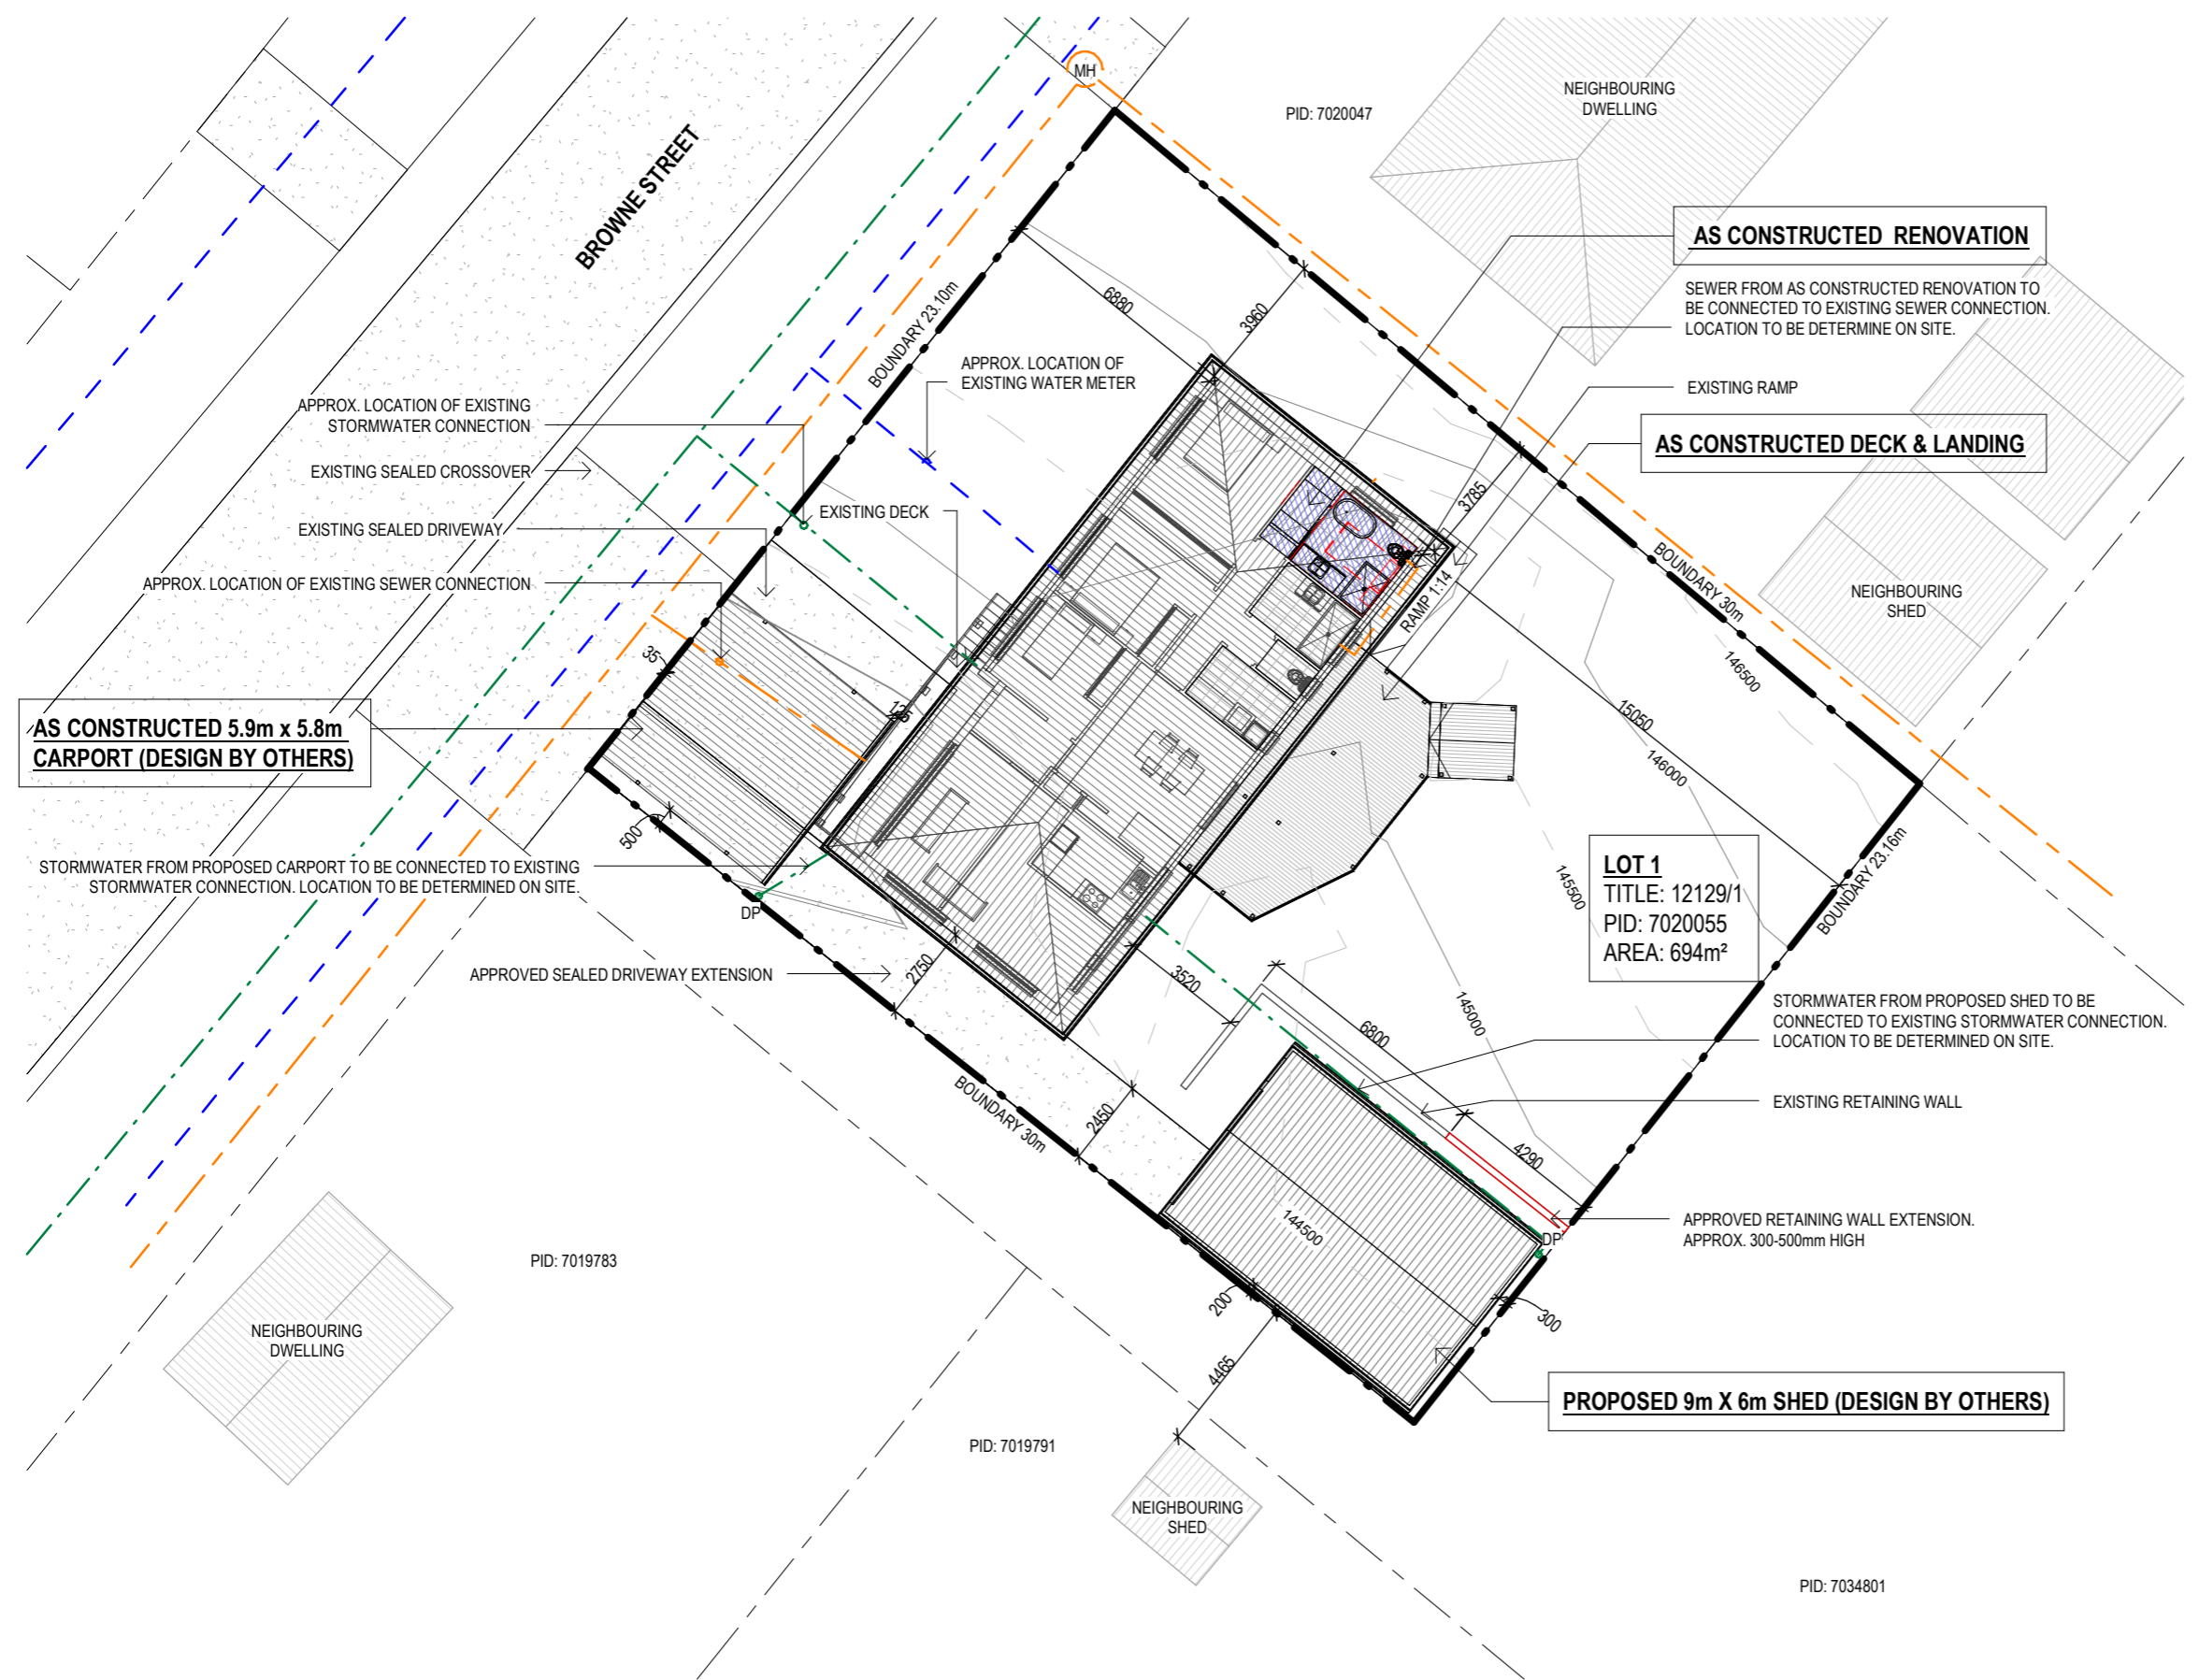 MH
PID: 7020047
NEIGHBOURING
DWELLING
BROWNE STREET
AS CONSTRUCTED RENOVATION
SEWER FROM AS CONSTRUCTED RENOVATION TO
BE CONNECTED TO EXISTING SEWER CONNECTION.
LOCATION TO BE DETERMINE ON SITE.
6880
3960
BOUNDARY 23.10m
APPROX. LOCATION OF
EXISTING WATER METER
EXISTING RAMP
APPROX. LOCATION OF EXISTING
STORMWATER CONNECTION
AS CONSTRUCTED DECK & LANDING
EXISTING SEALED CROSSOVER
3785
EXISTING DECK
EXISTING SEALED DRIVEWAY
APPROX. LOCATION OF EXISTING SEWER CONNECTION
BOUNDARY 30m
RAMP 1:14
NEIGHBOURING
SHED
35
146500
AS CONSTRUCTED 5.9m x 5.8m
CARPORT (DESIGN BY OTHERS)
125
15050
146000
500
STORMWATER FROM PROPOSED CARPORT TO BE CONNECTED TO EXISTING
STORMWATER CONNECTION. LOCATION TO BE DETERMINED ON SITE.
DP
LOT 1
TITLE: 12129/1
PID: 7020055
AREA: 694m²
145500
BOUNDARY 23.16m
APPROVED SEALED DRIVEWAY EXTENSION
2750
3520
145000
6800
STORMWATER FROM PROPOSED SHED TO BE
CONNECTED TO EXISTING STORMWATER CONNECTION.
LOCATION TO BE DETERMINED ON SITE.
BOUNDARY 30m
2450
EXISTING RETAINING WALL
4290
144500
DP
APPROVED RETAINING WALL EXTENSION.
APPROX. 300-500mm HIGH
PID: 7019783
200
300
NEIGHBOURING
DWELLING
4465
PROPOSED 9m X 6m SHED (DESIGN BY OTHERS)
PID: 7019791
NEIGHBOURING
SHED
PID: 7034801